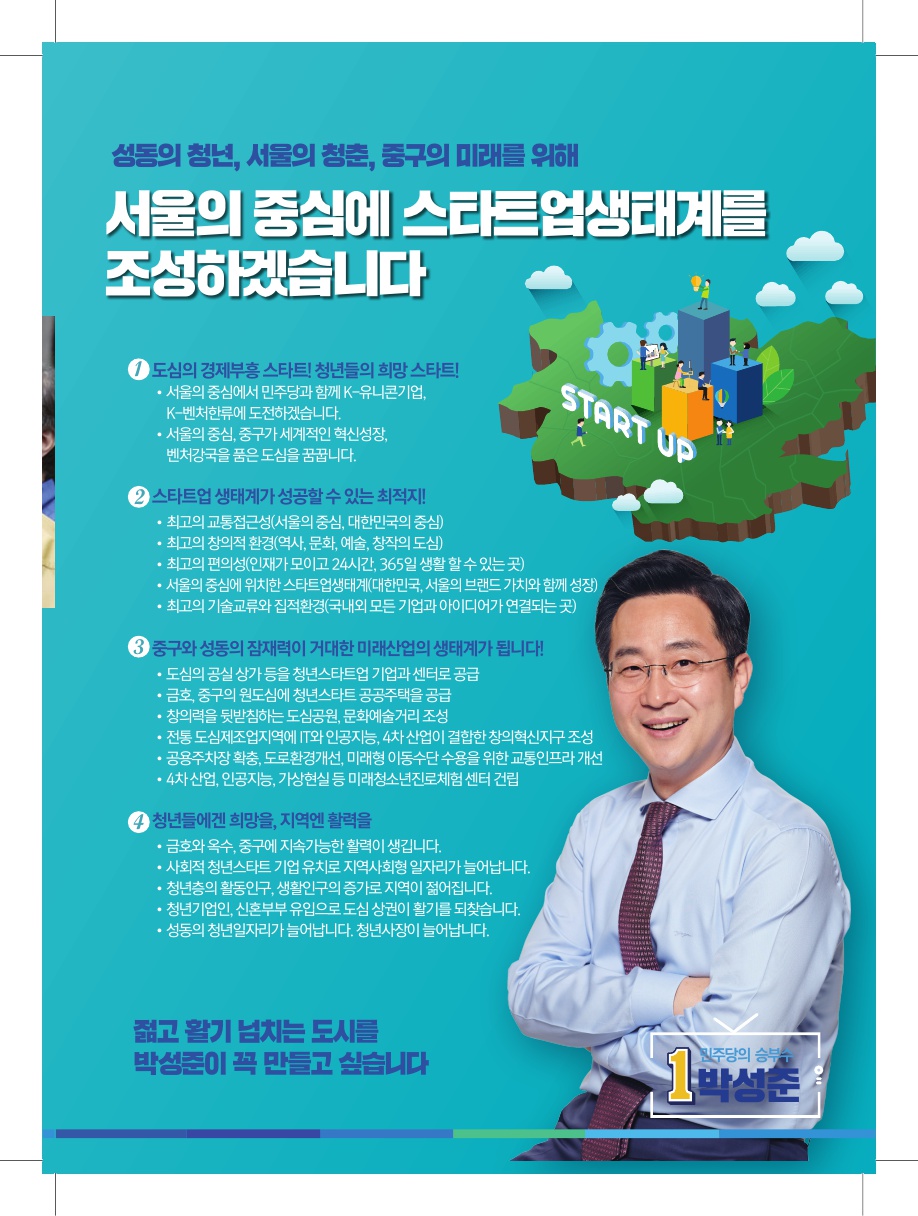 성동의 청년, 서울의 청춘, 중구의 미래를 위해
서울의 중심에 스타트업생태계를
조성하겠습니다
START UP
1 도심의 경제부흥 스타트! 청년들의 희망 스타트!
• 서울의 중심에서 민주당과 함께 K-유니콘기업,
K-벤처한류에 도전하겠습니다.
• 서울의 중심, 중구가 세계적인 혁신성장,
벤처강국을 품은 도심을 꿈꿉니다.
2 스타트업 생태계가 성공할 수 있는 최적지!
• 최고의 교통접근성(서울의 중심, 대한민국의 중심)
• 최고의 창의적 환경(역사, 문화, 예술, 창작의 도심)
• 최고의 편의성(인재가 모이고 24시간, 365일 생활 할 수 있는 곳)
• 서울의 중심에 위치한 스타트업생태계(대한민국, 서울의 브랜드 가치와 함께 성장)
• 최고의 기술교류와 집적환경(국내외 모든 기업과 아이디어가 연결되는 곳)
3 중구와 성동의 잠재력이 거대한 미래산업의 생태계가 됩니다!
• 도심의 공실 상가 등을 청년스타트업 기업과 센터로 공급
• 금호, 중구의 원도심에 청년스타트 공공주택을 공급
• 창의력을 뒷받침하는 도심공원, 문화예술거리 조성
• 전통 도심제조업지역에 IT와 인공지능, 4차 산업이 결합한 창의혁신지구 조성
• 공용주차장 확충, 도로환경개선, 미래형 이동수단 수용을 위한 교통인프라 개선
• 4차 산업, 인공지능, 가상현실 등 미래청소년진로체험 센터 건립
4 청년들에겐 희망을, 지역엔 활력을
• 금호와 옥수, 중구에 지속가능한 활력이 생깁니다.
• 사회적 청년스타트 기업 유치로 지역사회형 일자리가 늘어납니다.
• 청년층의 활동인구, 생활인구의 증가로 지역이 젊어집니다.
• 청년기업인, 신혼부부 유입으로 도심 상권이 활기를 되찾습니다.
• 성동의 청년일자리가 늘어납니다. 청년사장이 늘어납니다.
젊고 활기 넘치는 도시를
박성준이 꼭 만들고 싶습니다
민주당의 승부수
1 박성준